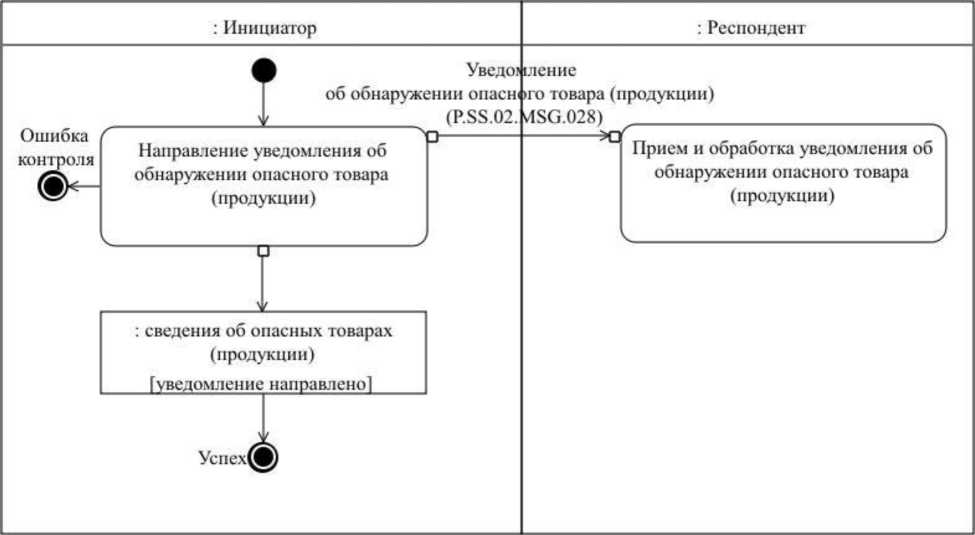 : Инициатор
: Респондент
Уведомление
об обнаружении опасного товара (продукции)
(P.SS.02.MSG.028)
Ошибка
контроля
Направление уведомления об
обнаружении опасного товара
(продукции)
Прием и обработка уведомления об
обнаружении опасного товара
(продукции)
: сведения об опасных товарах
(продукции)
[уведомление направлено]
Успех